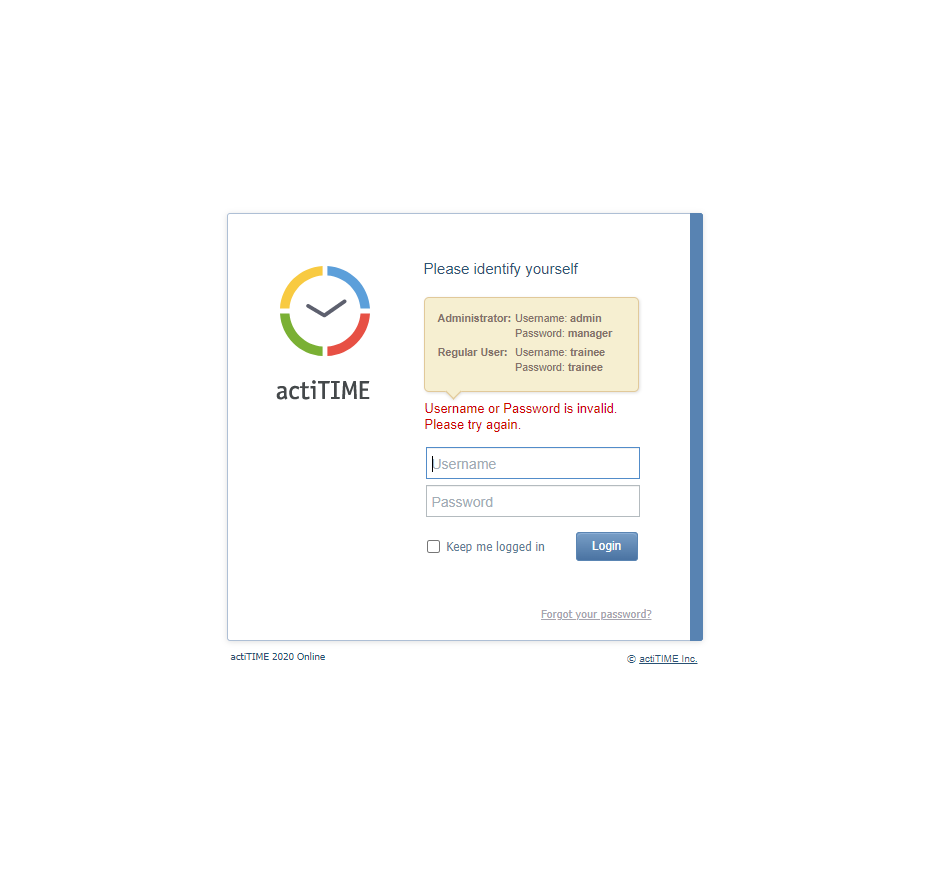 Please identify yourself
Administrator: Username: admin
Password: manager
Regular User: Username: trainee
Password: trainee
actiTIME
Username or Password is invalid.
Please try again.
Username
Password
Keep me logged in Login
Forgot your password?
actiTIME 2020 Online © actiTIME Inc.